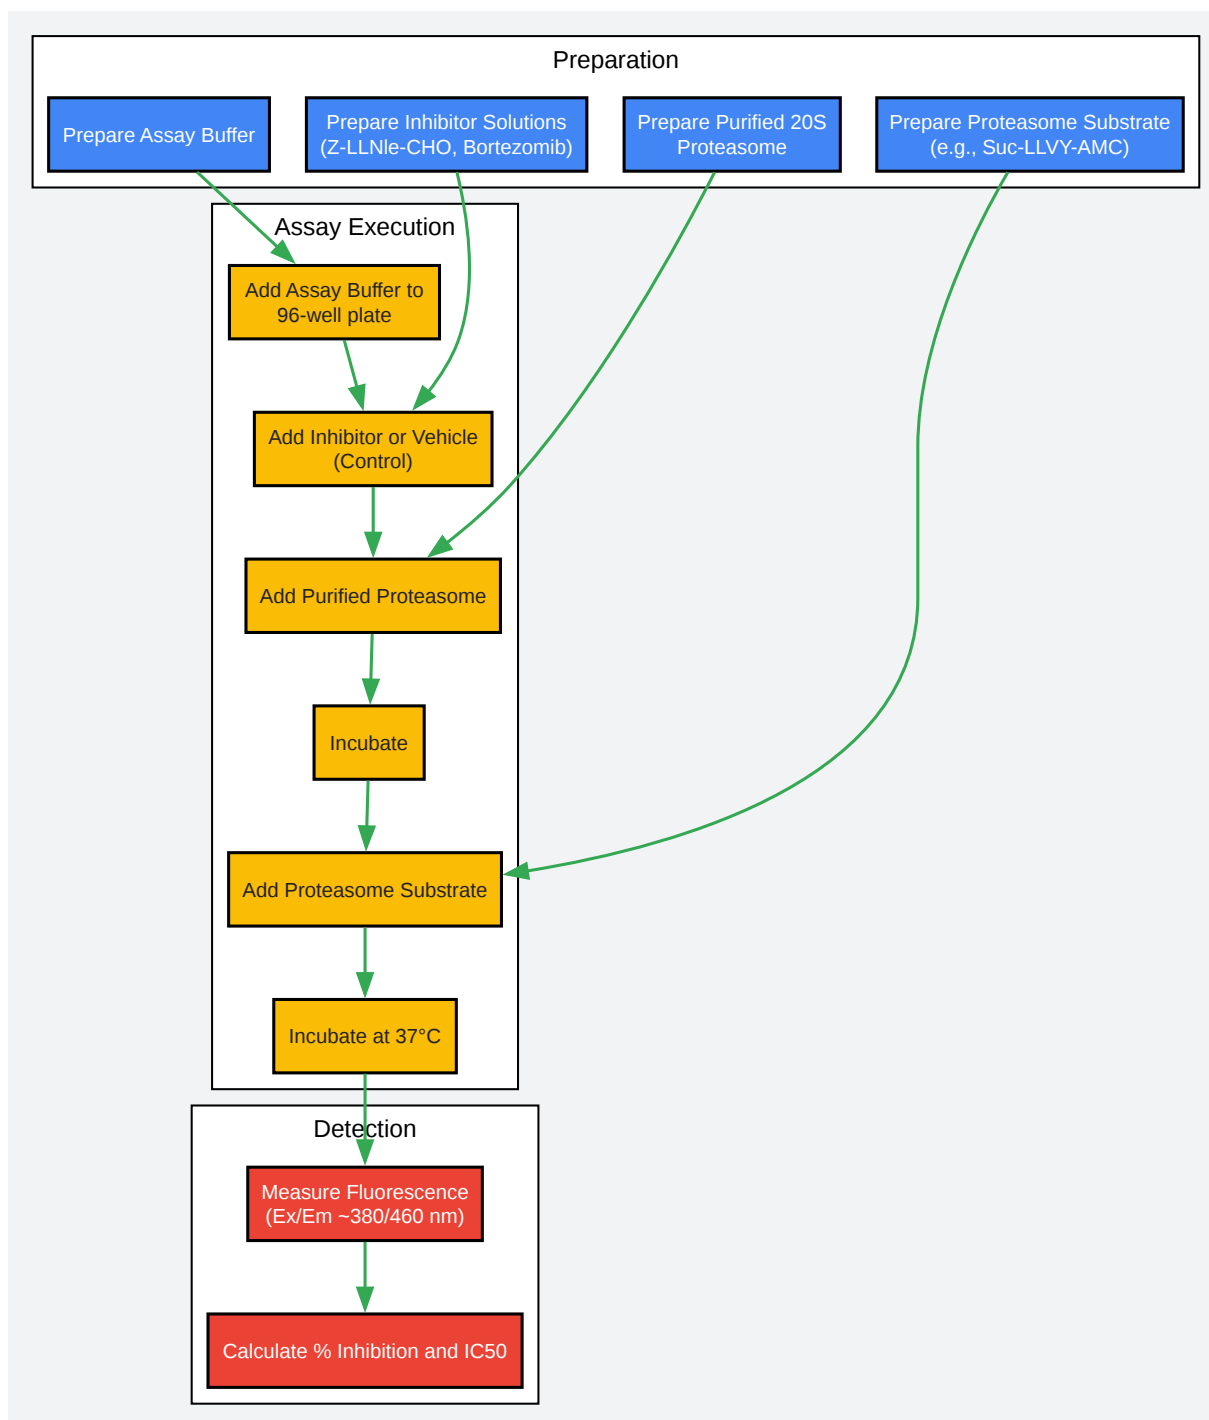 Preparation
Prepare Assay Buffer
Prepare Inhibitor Solutions
(Z-LLNle-CHO, Bortezomib)
Prepare Purified 20S
Proteasome
Prepare Proteasome Substrate
(e.g., Suc-LLVY-AMC)
Assay Execution
Add Assay Buffer to
96-well plate
Add Inhibitor or Vehicle
(Control)
Add Purified Proteasome
Incubate
Add Proteasome Substrate
Incubate at 37°C
Detection
Measure Fluorescence
(Ex/Em ~380/460 nm)
Calculate % Inhibition and IC50